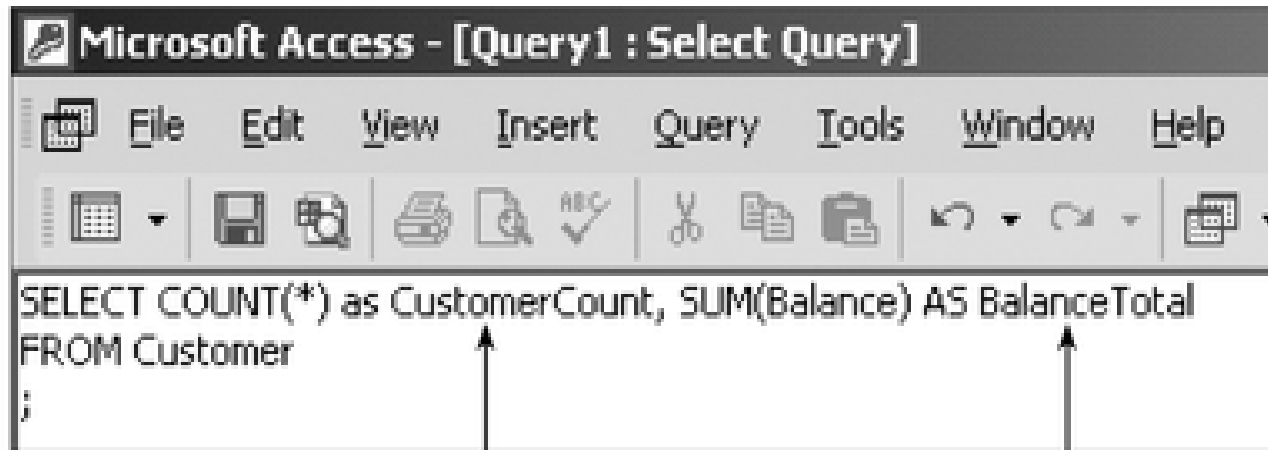 Microsoft Access - [Query1 : Select Query]
File Edit View Insert Query Tools Window Help
ABC
SELECT COUNT(*) as CustomerCount, SUM(Balance) AS BalanceTotal
FROM Customer
;